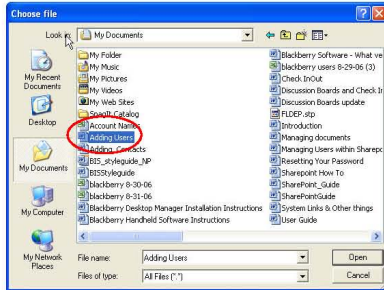 Choose file
Look in:
My Documents
My Recent
Documents
Desktop
My Documents
My Computer
My Network
Places
My Folder
My Music
My Pictures
My Videos
My Web Sites
SnagIt Catalog
Account Names
Adding Users
Adding_Contacts
BIS_styleguide_NP
BISStyleguide
blackberry 8-30-06
blackberry 8-31-06
Blackberry Desktop Manager Installation Instructions
Blackberry Handheld Software Instructions
Blackberry Software - What ve
blackberry users 8-29-06 (3)
Check InOut
Discussion Boards and Check Ir
Discussion Boards update
FLDEP.stp
Introduction
Managing documents
Managing Users within Sharepo
Resetting Your Password
Sharepoint How To
SharePoint_Guide
SharePointGuide
System Links & Other things
User Guide
File name:
Adding Users
Open
Files of type:
All Files (*.*)
Cancel